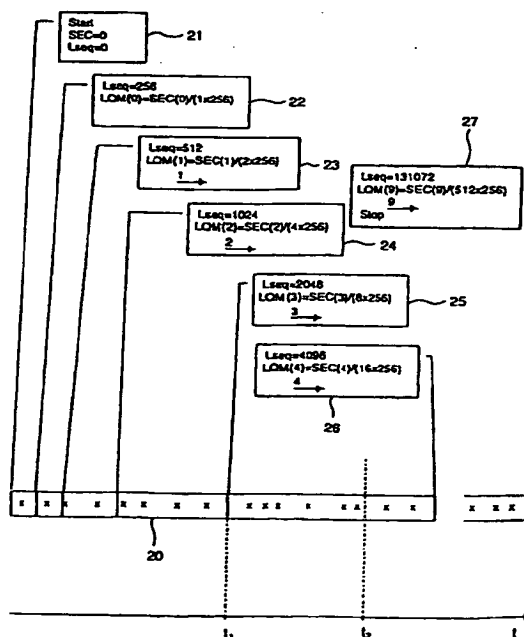 Start
SEC=0
Lseq=0
21
Lseq=256
LOM(0)=SEC(0)/(1x256)
22
Lseq=512
LOM(1)=SEC(1)/(2x256)
1
23
27
Lseq=131072
LOM(9)=SEC(9)/(512x256)
9
Stop
Lseq=1024
LOM(2)=SEC(2)/(4x256)
2
24
Lseq=2048
LOM(3)=SEC(3)/(8x256)
3
25
Lseq=4096
LOM(4)=SEC(4)/(16x256)
4
26
x x x x x x x x x x x x x x x x x x x
20
t₁ t₂ t